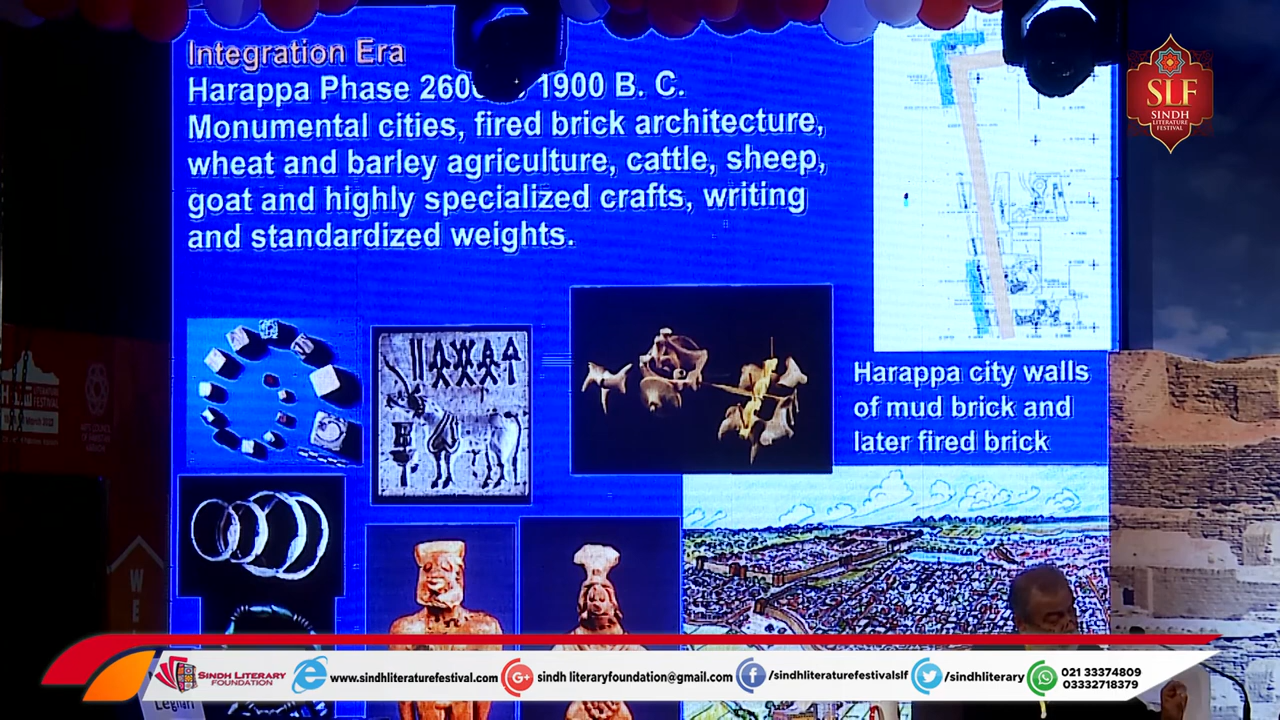 Integration Era
Harappa Phase 260 1900 B. C.
Monumental cities, fired brick architecture,
wheat and barley agriculture, cattle, sheep,
goat and highly specialized crafts, writing
and standardized weights.
SLF
SINDH
LITERATURE
FESTIVAL
Harappa city walls
of mud brick and
later fired brick
W
E
SINDH LITERARY
FOUNDATION
www.sindhliteraturefestival.com
sindh literaryfoundation@gmail.com
/sindhliteraturefestivalslf
/sindhliterary
021 33374809
03332718379
Leghari